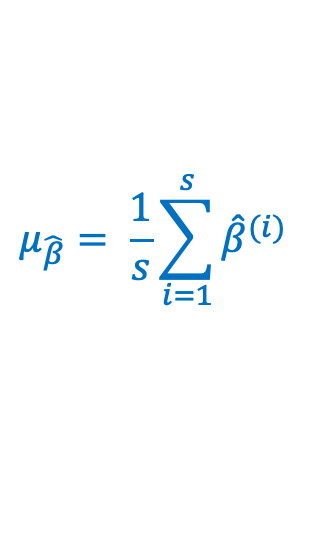 μ_β̂ = 1/s ∑_{i=1}^{s} β̂^{(i)}